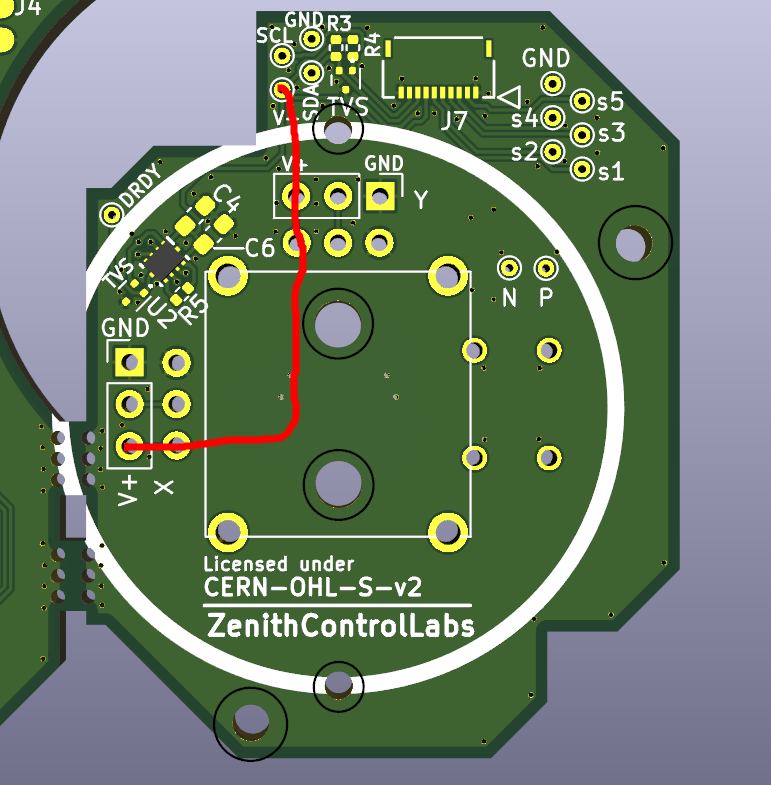 J4
GND
R3
SCL
R4
SDA
V+
TVS
J7
GND
s5
s4
s3
s2
s1
DRDY
V+
GND
Y
C4
C6
TVS
U2
R5
N
P
GND
V+
X
Licensed under
CERN-OHL-S-v2
ZenithControlLabs